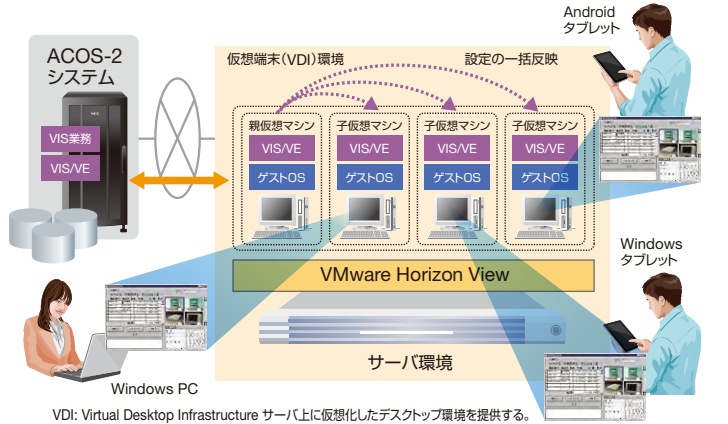 Android
タブレット
ACOS-2
システム
仮想端末(VDI)環境
設定の一括反映
親仮想マシン
子仮想マシン
子仮想マシン
子仮想マシン
VIS業務
VIS/VE
VIS/VE
VIS/VE
VIS/VE
VIS/VE
ゲストOS
ゲストOS
ゲストOS
ゲストOS
Windows
タブレット
VMware Horizon View
サーバ環境
Windows PC
VDI: Virtual Desktop Infrastructure サーバ上に仮想化したデスクトップ環境を提供する。